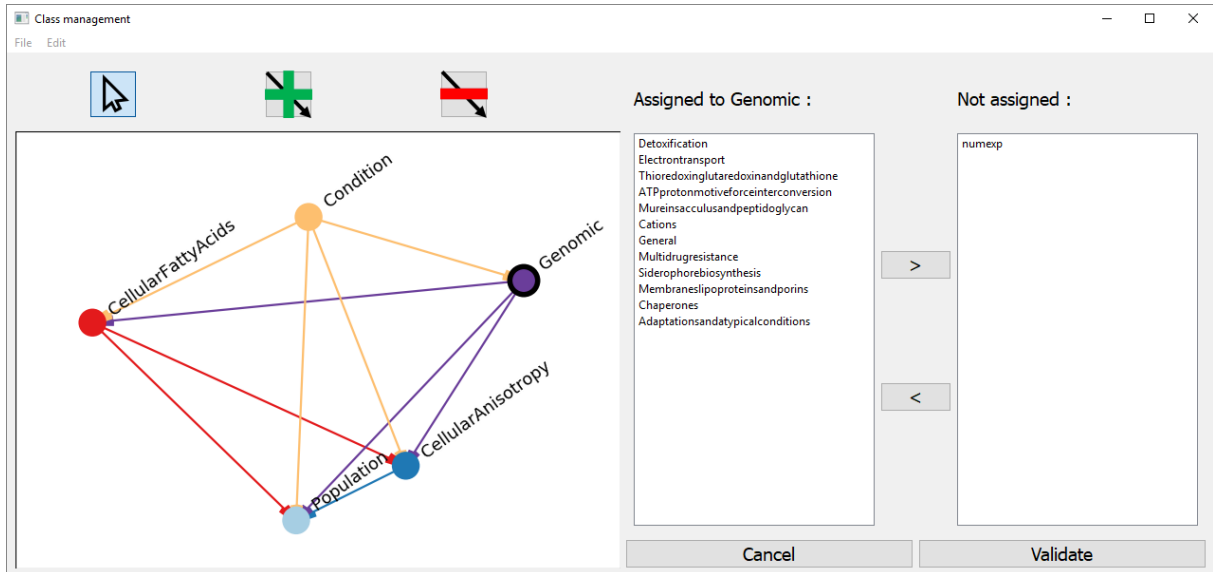 Class management
File Edit
Assigned to Genomic :
Not assigned :
Condition
CellularFattyAcids
Genomic
CellularAnisotropy
Population
Detoxification
Electrontransport
Thioredoxinglutaredoxinandglutathione
ATPprotonmotiveforceinterconversion
Mureinsacculusandpeptidoglycan
Cations
General
Multidrugresistance
Siderophorebiosynthesis
Membraneslipoproteinsandporins
Chaperones
Adaptationsandatypicalconditions
>
<
numexp
Cancel
Validate